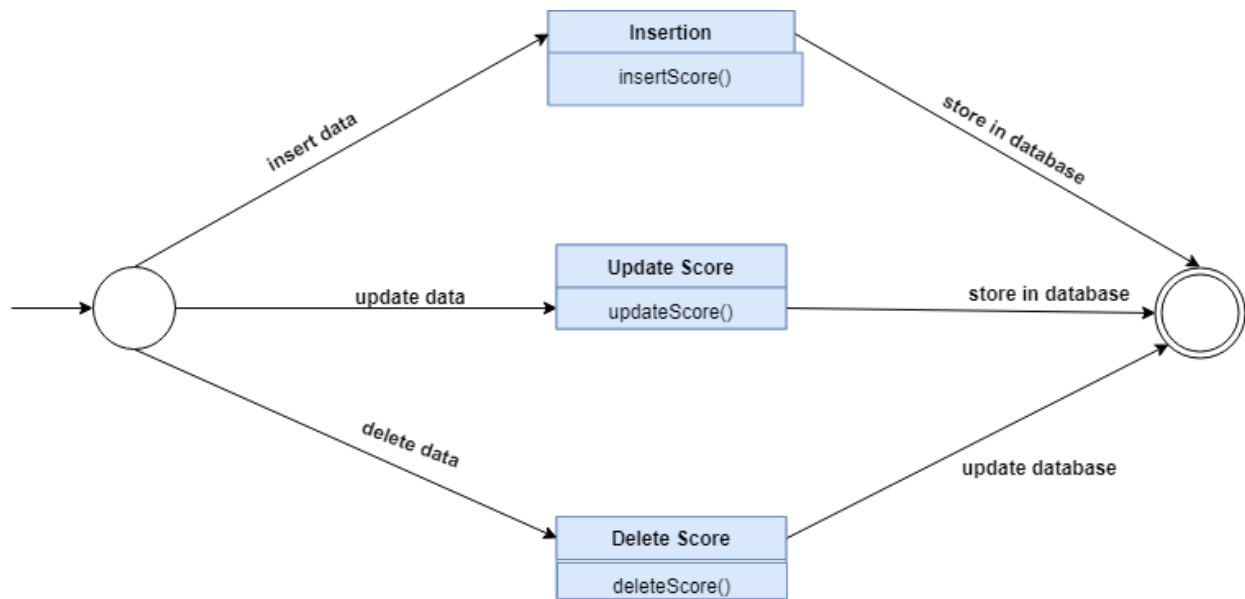 Insertion
insertScore()
insert data
store in database
Update Score
updateScore()
update data
store in database
delete data
update database
Delete Score
deleteScore()